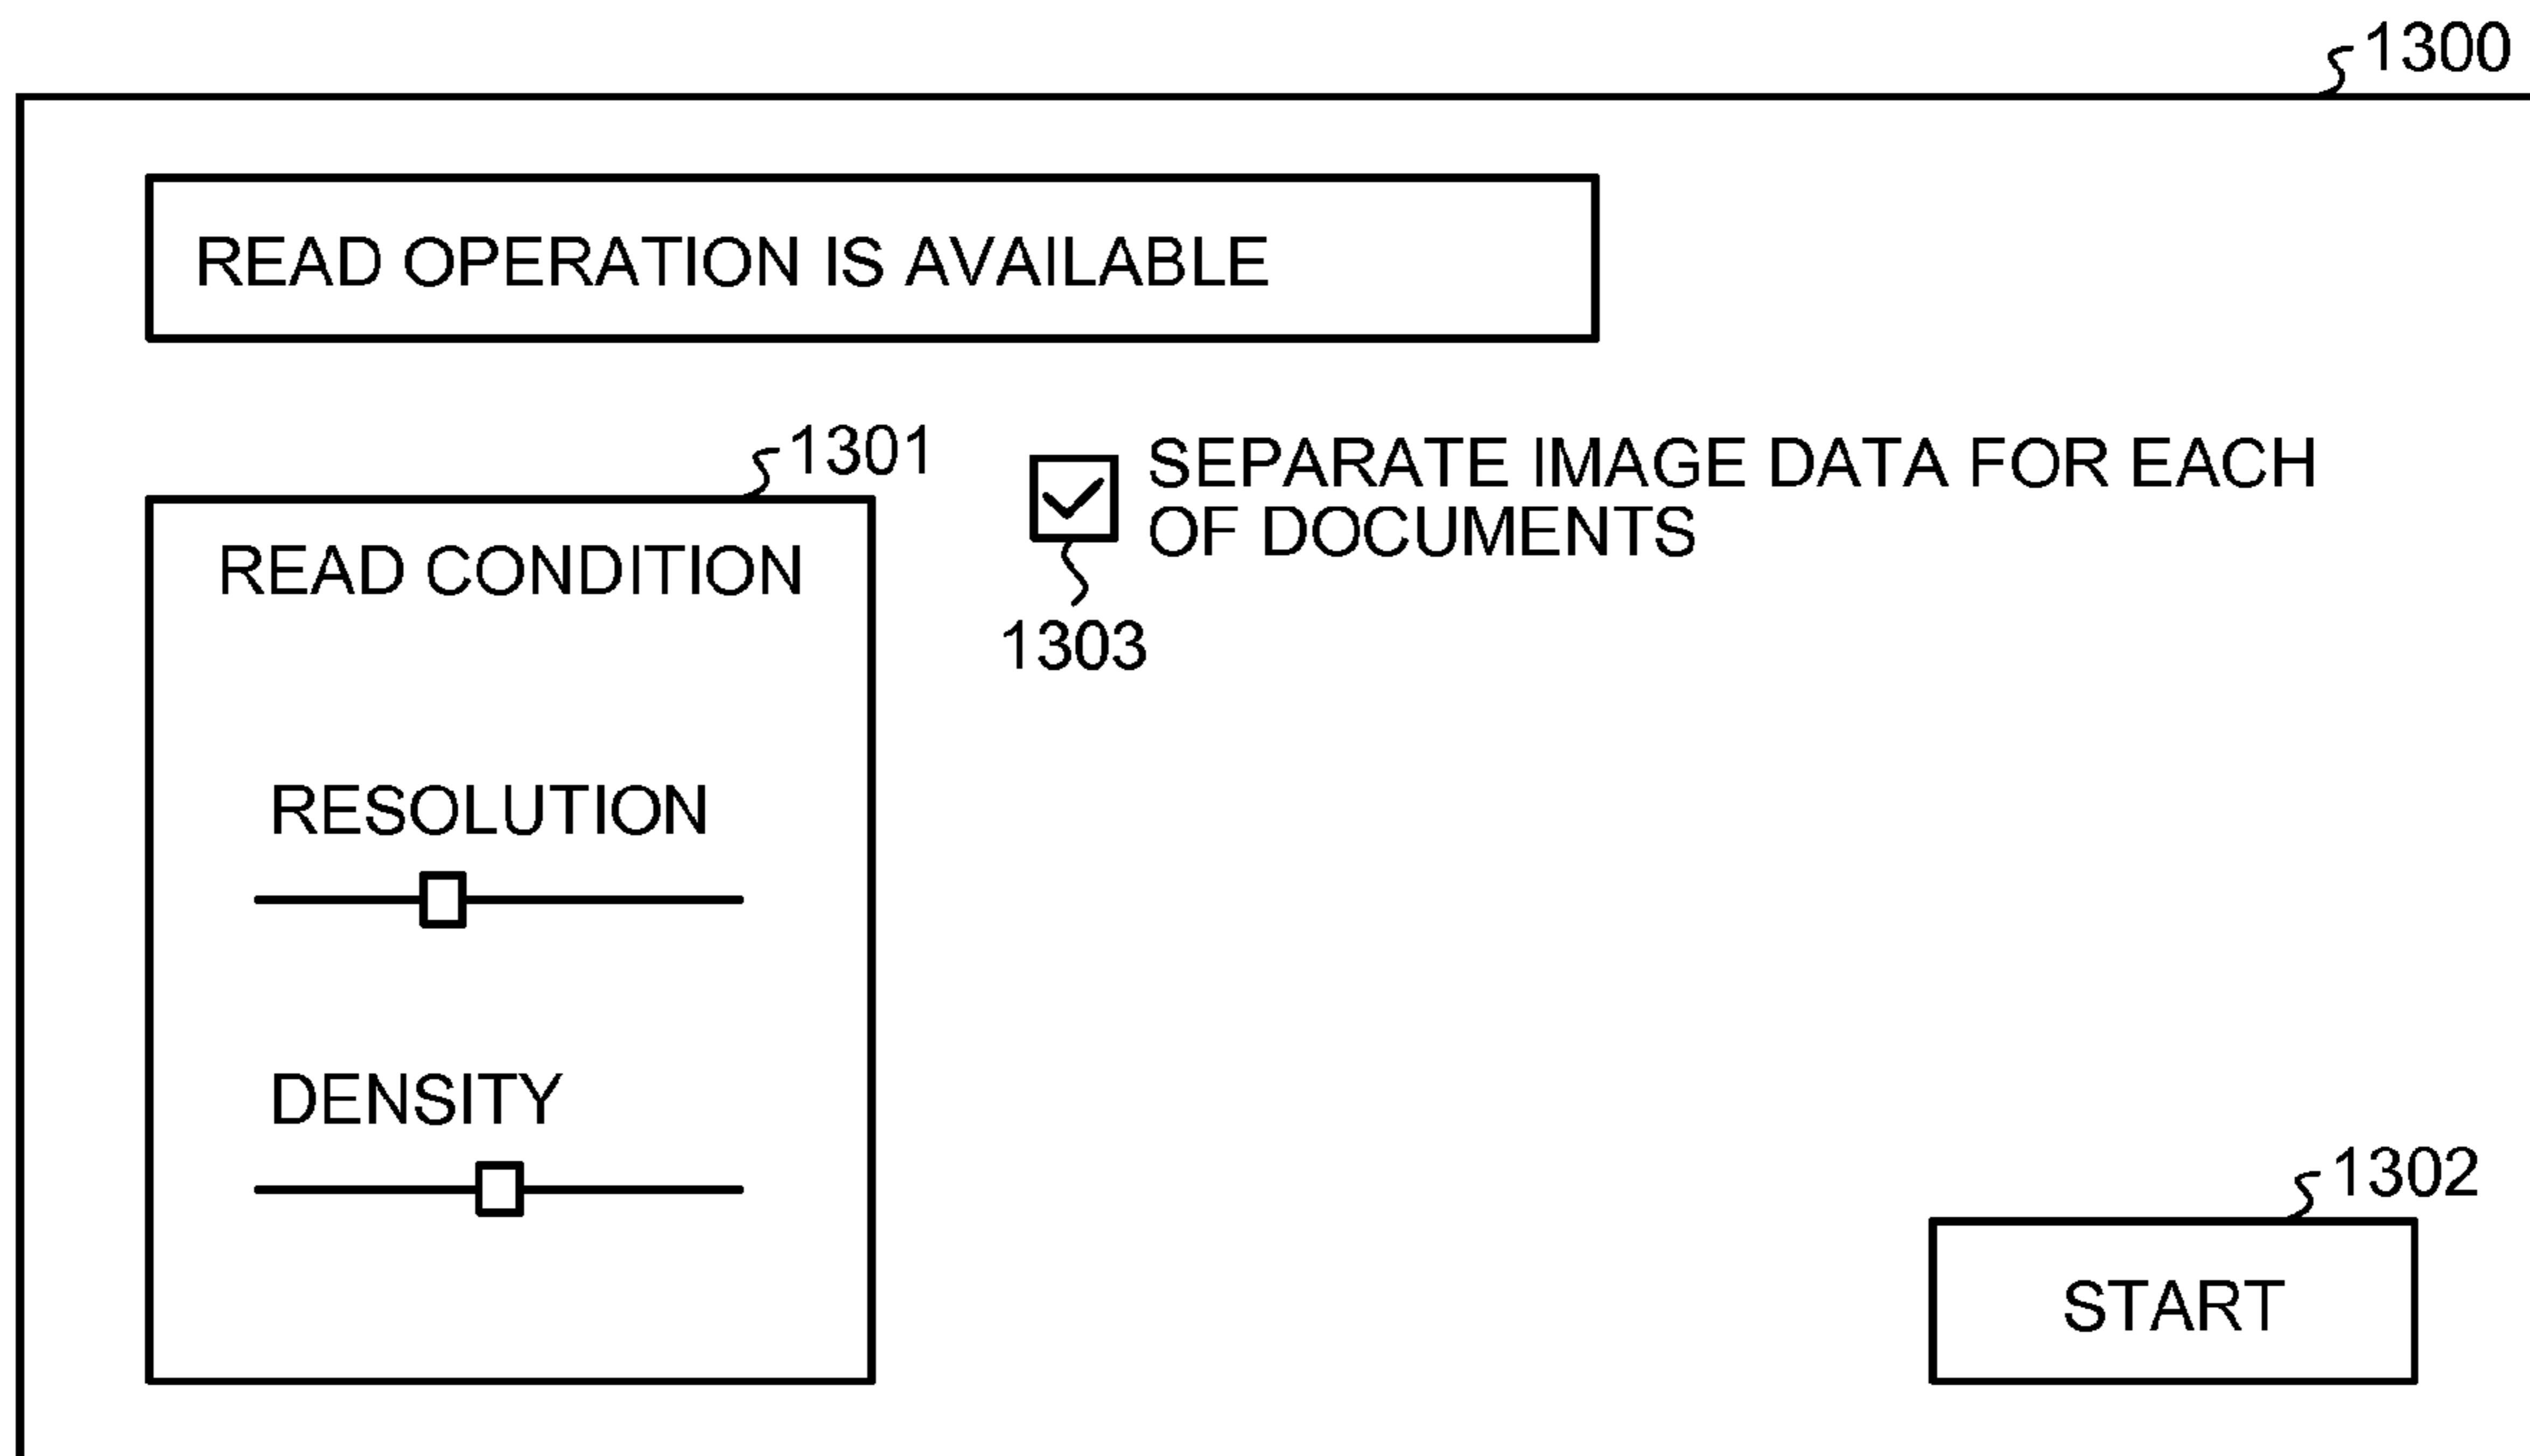 1300
READ OPERATION IS AVAILABLE
1301
SEPARATE IMAGE DATA FOR EACH
OF DOCUMENTS
1303
READ CONDITION
RESOLUTION
DENSITY
1302
START